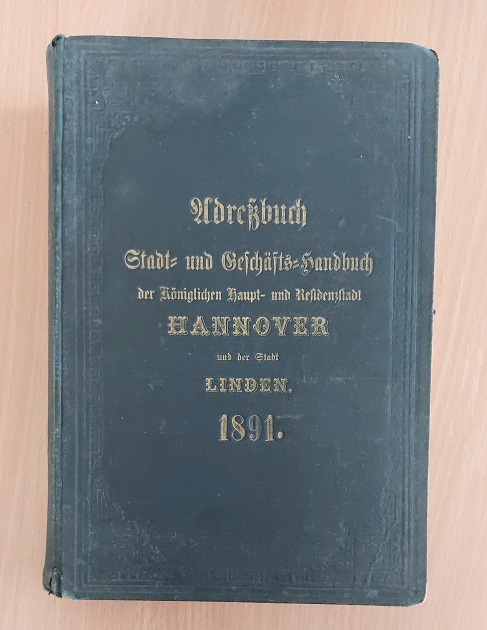 Adreßbuch
Stadt- und Geschäfts-Handbuch
der Königlichen Haupt- und Residenzstadt
HANNOVER
und der Stadt
LINDEN.
1891.